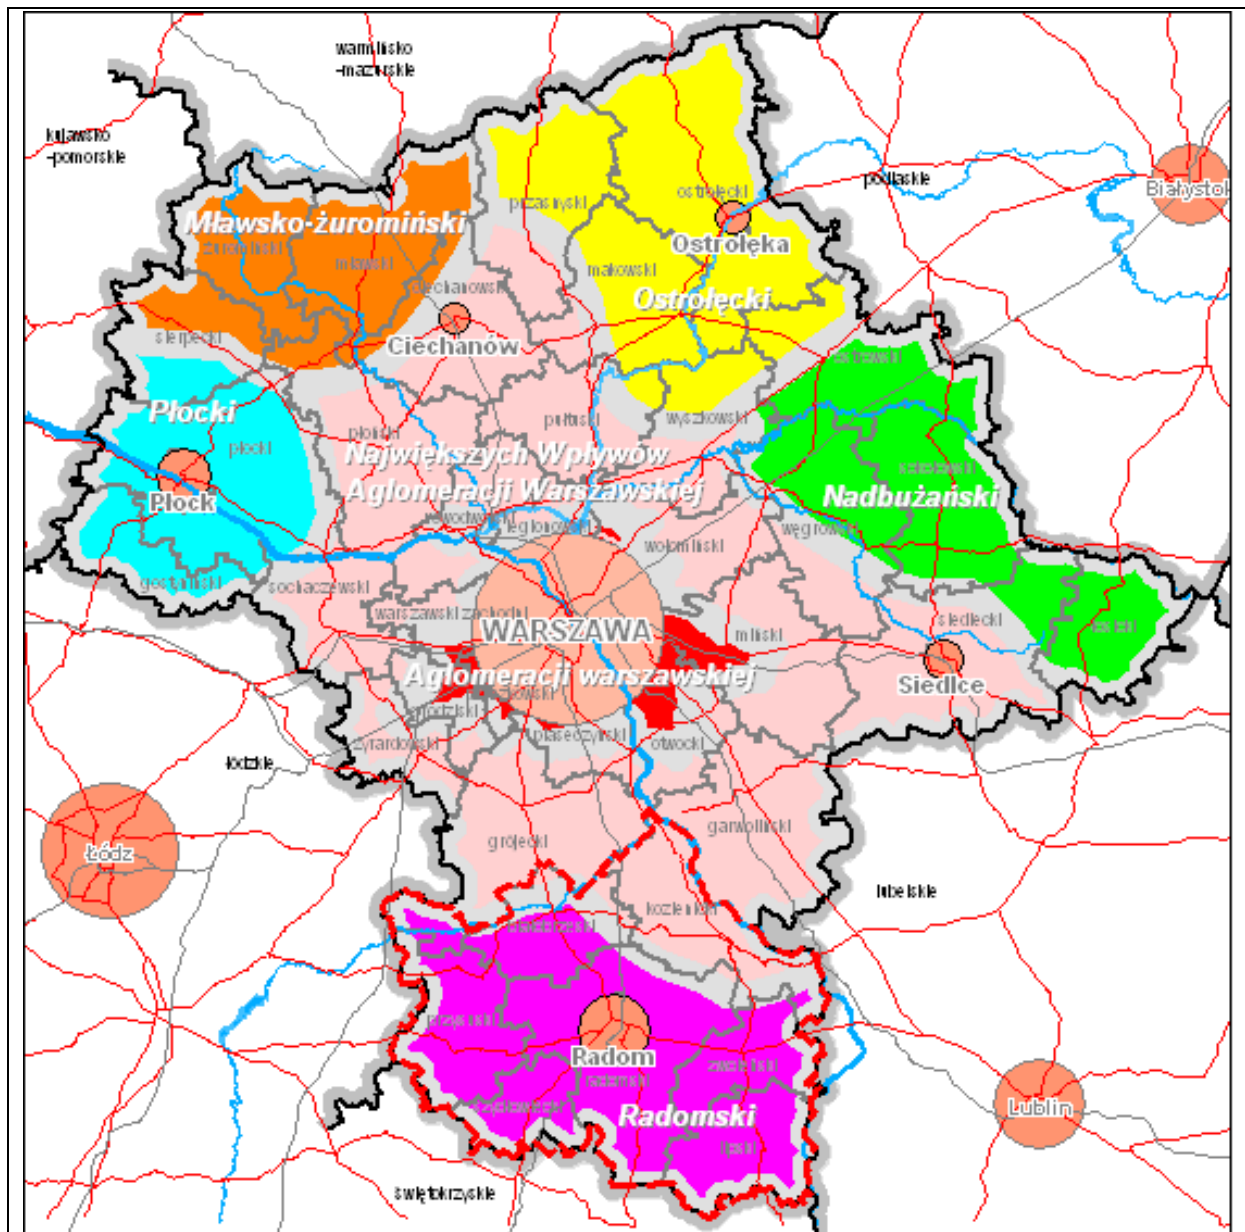 warmińsko
-mazurskie
kujawsko
-pomorskie
podlaskie
Białystok
ostrołęcki
przasnyski
Mławsko-żuromiński
żuromiński
mławski
Ostrołęka
makowski
ciechanowski
Ostrołęcki
Ciechanów
sierpecki
ostrowski
Płocki
wyszkowski
pułtuski
płoński
płocki
Największych Wpływów
sokołowski
Aglomeracji Warszawskiej
Nadbużański
Płock
legionowski
węgrowski
wołomiński
gostyniński
sochaczewski
warszawski zachodni
siedlecki
WARSZAWA
miński
łosicki
Aglomeracji warszawskiej
Siedlce
grodziski
piaseczyński
otwocki
żyrardowski
łódzkie
garwoliński
grójecki
Łódz
lubelskie
kozienicki
białobrzeski
przysuski
Radom
zwoleński
radomski
szydłowiecki
Radomski
Lublin
lipski
świętokrzyskie